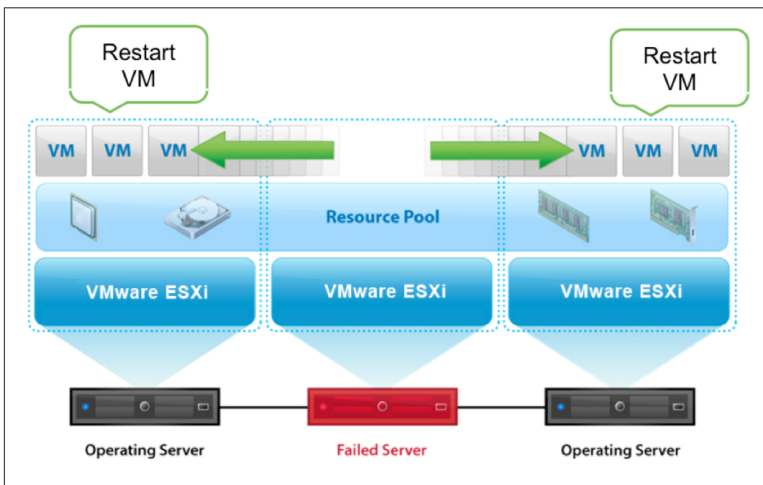 Restart
VM
Restart
VM
VM VM VM VM VM VM
Resource Pool
VMware ESXi VMware ESXi VMware ESXi
Operating Server Failed Server Operating Server